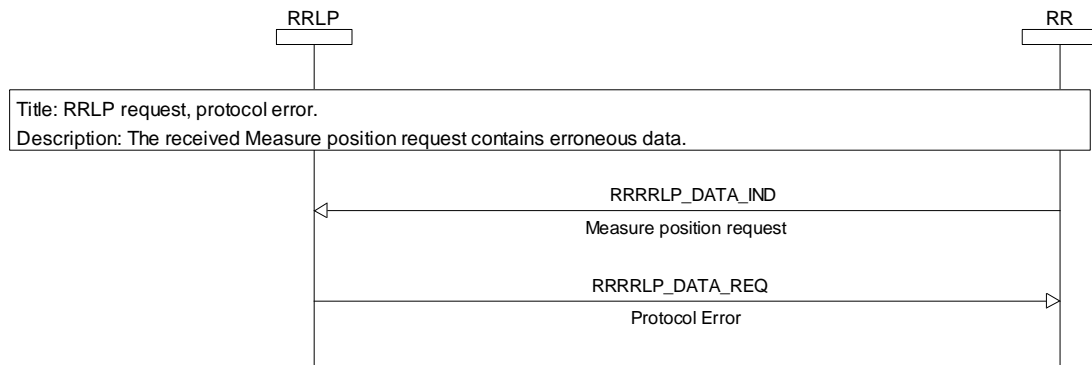 RRLP
RR
Title: RRLP request, protocol error.
Description: The received Measure position request contains erroneous data.
RRRRLP_DATA_IND
Measure position request
RRRRLP_DATA_REQ
Protocol Error